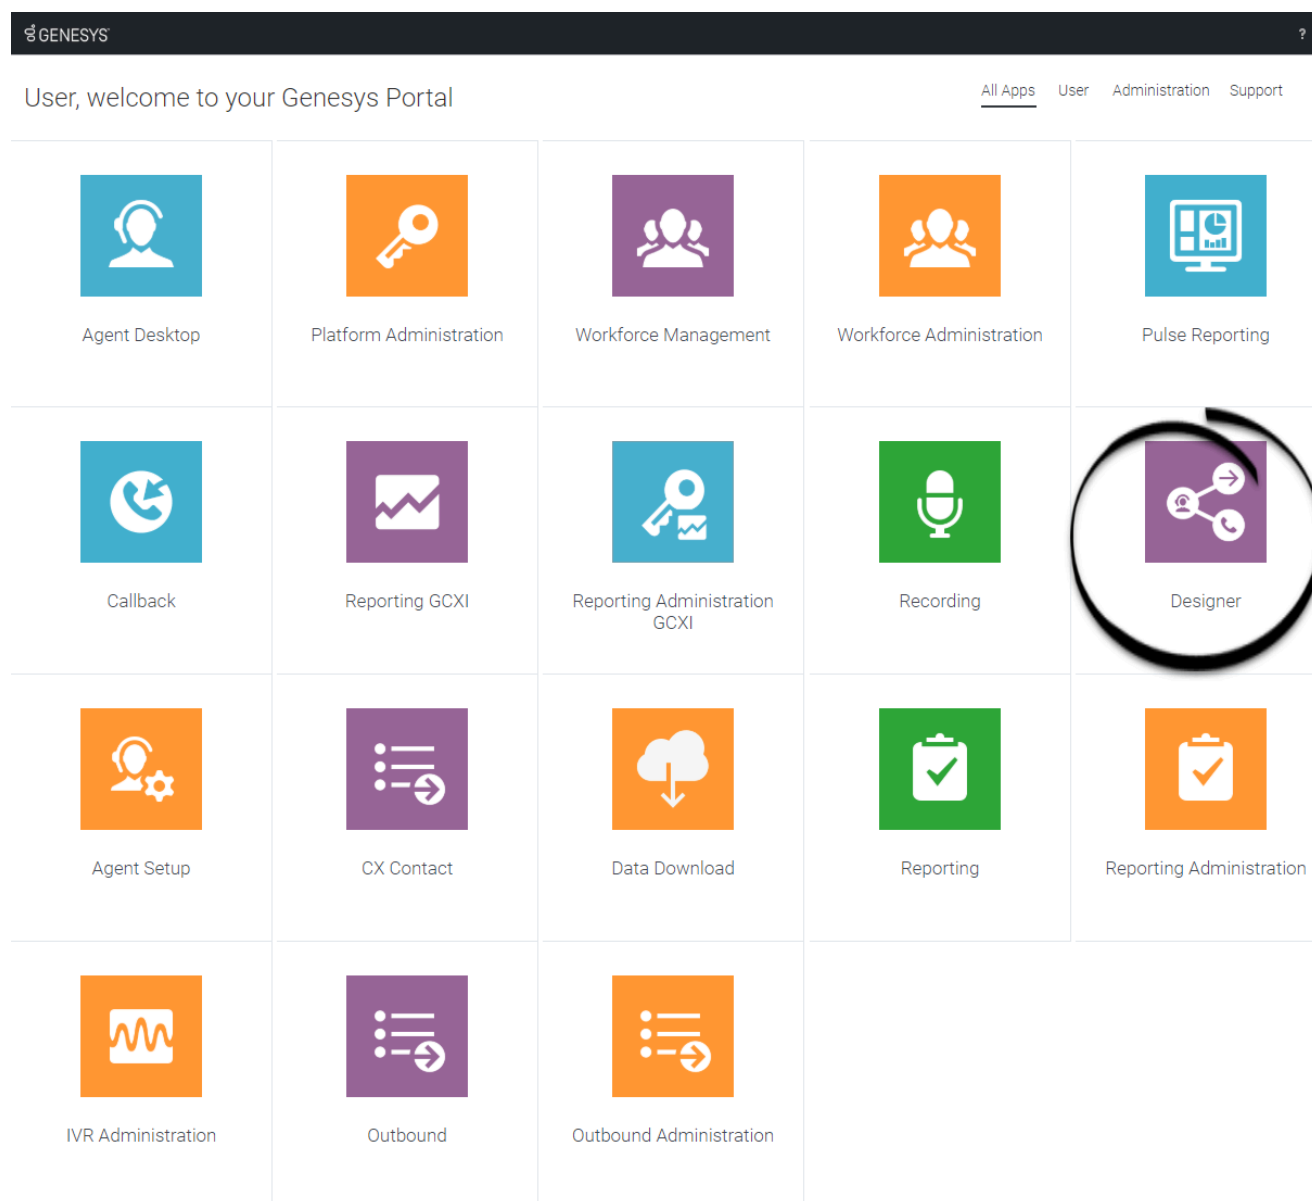 GENESYS
?
User, welcome to your Genesys Portal
All Apps User Administration Support
Agent Desktop
Platform Administration
Workforce Management
Workforce Administration
Pulse Reporting
Callback
Reporting GCXI
Reporting Administration
GCXI
Recording
Designer
Agent Setup
CX Contact
Data Download
Reporting
Reporting Administration
IVR Administration
Outbound
Outbound Administration